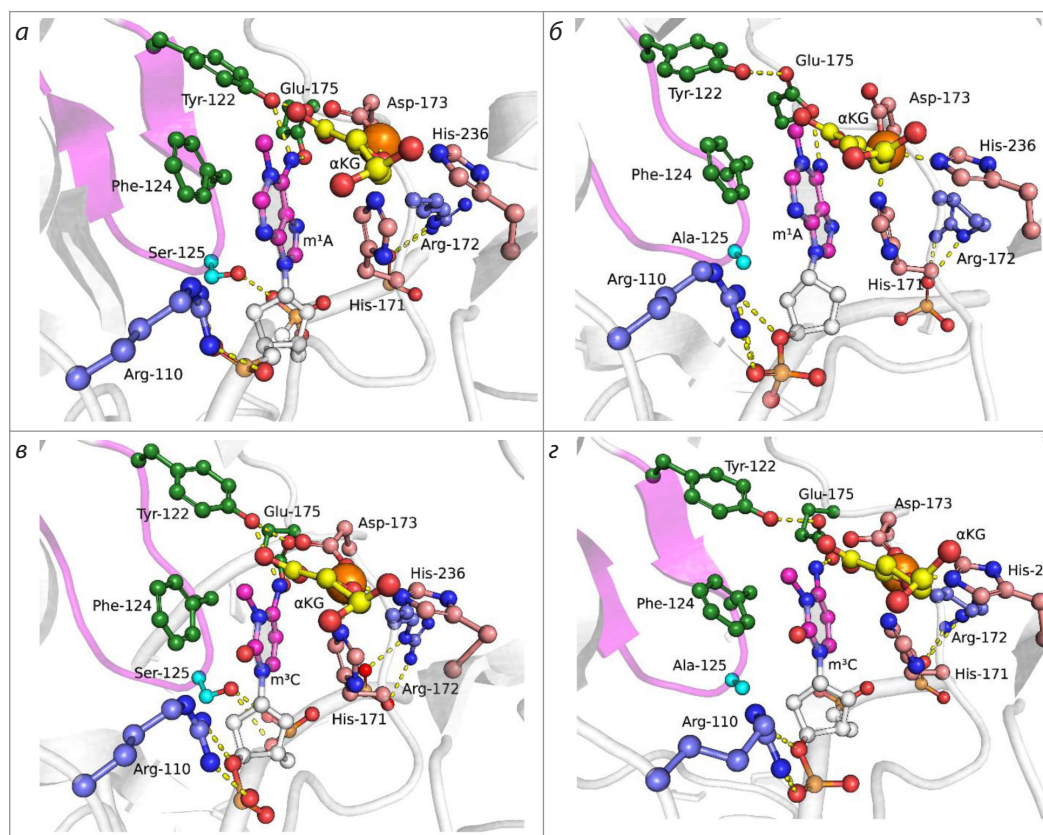 а
Tyr-122
Glu-175
Asp-173
His-236
αKG
Phe-124
m¹A
Arg-172
Ser-125
His-171
Arg-110
б
Glu-175
Tyr-122
Asp-173
αKG
His-236
Phe-124
m¹A
Ala-125
Arg-172
Arg-110
His-171
в
Glu-175
Tyr-122
Asp-173
His-236
αKG
Phe-124
m³C
Ser-125
Arg-172
His-171
Arg-110
г
Tyr-122
Glu-175
Asp-173
αKG
His-2
Phe-124
Arg-172
m³C
Ala-125
His-171
Arg-110